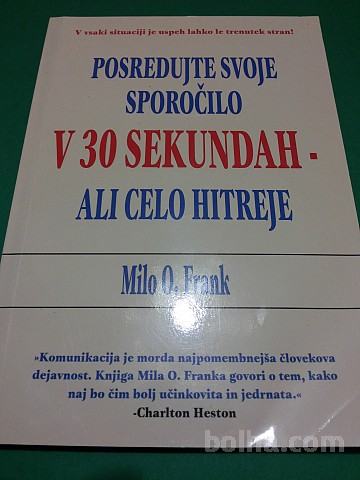 V vsaki situaciji je uspeh lahko le trenutek stran!
POSREDUJTE SVOJE
SPOROČILO
V 30 SEKUNDAH -
ALI CELO HITREJE
Milo O. Frank
»Komunikacija je morda najpomembnejša človekova
dejavnost. Knjiga Mila O. Franka govori o tem, kako
naj bo čim bolj učinkovita in jedrnata.«
-Charlton Heston
bolha.com